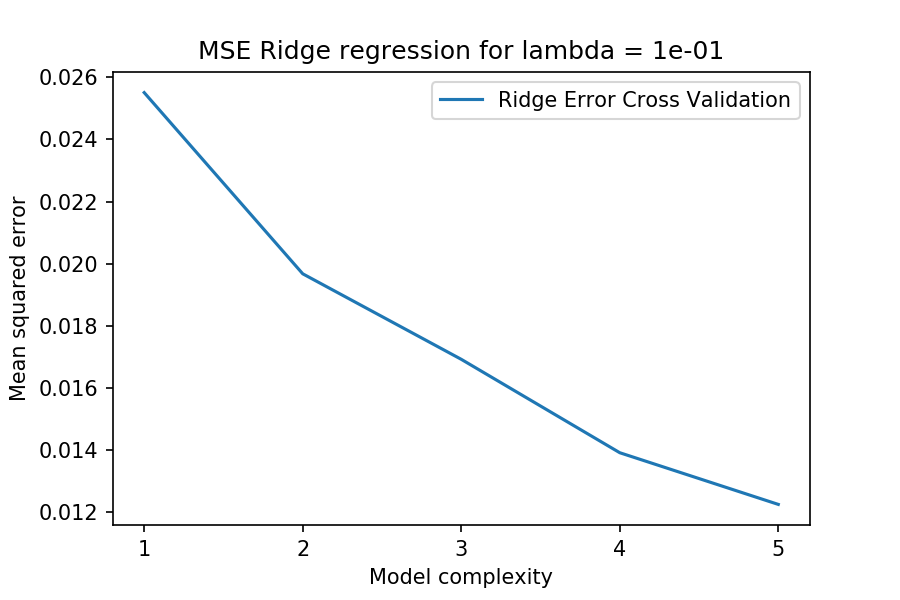 MSE Ridge regression for lambda = 1e-01
Ridge Error Cross Validation
Mean squared error
0.026
0.024
0.022
0.020
0.018
0.016
0.014
0.012
1 2 3 4 5
Model complexity